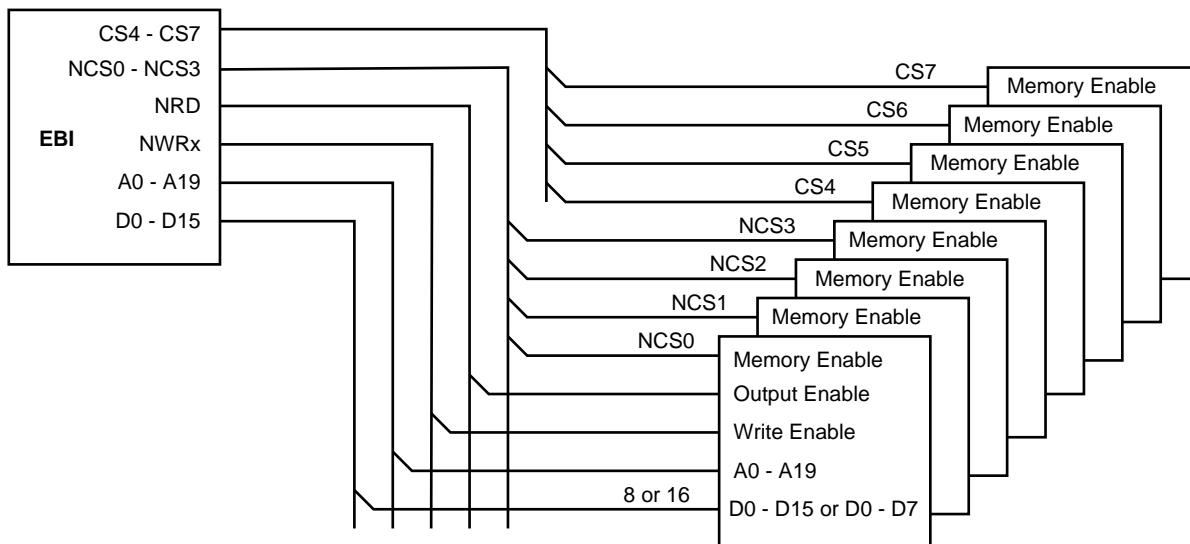 CS4 - CS7
NCS0 - NCS3
NRD
EBI
NWRx
A0 - A19
D0 - D15
CS7
Memory Enable
CS6
Memory Enable
CS5
Memory Enable
CS4
Memory Enable
NCS3
Memory Enable
NCS2
Memory Enable
NCS1
Memory Enable
NCS0
Memory Enable
Output Enable
Write Enable
A0 - A19
8 or 16
D0 - D15 or D0 - D7